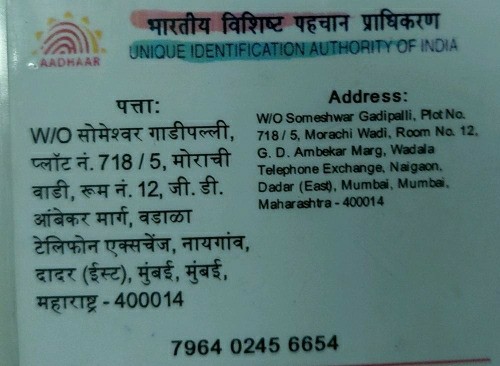 भारतीय विशिष्ट पहचान प्राधिकरण
AADHAAR
UNIQUE IDENTIFICATION AUTHORITY OF INDIA
पत्ता:
W/O सोमेश्वर गाडीपल्ली,
प्लॉट नं. 718 / 5, मोराची
वाडी, रूम नं. 12, जी. डी.
आंबेकर मार्ग, वडाळा
टेलिफोन एक्सचेंज, नायगांव,
दादर (ईस्ट), मुंबई, मुंबई,
महाराष्ट्र - 400014
Address:
W/O Someshwar Gadipalli, Plot No.
718 / 5, Morachi Wadi, Room No. 12,
G. D. Ambekar Marg, Wadala
Telephone Exchange, Naigaon,
Dadar (East), Mumbai, Mumbai,
Maharashtra - 400014
7964 0245 6654